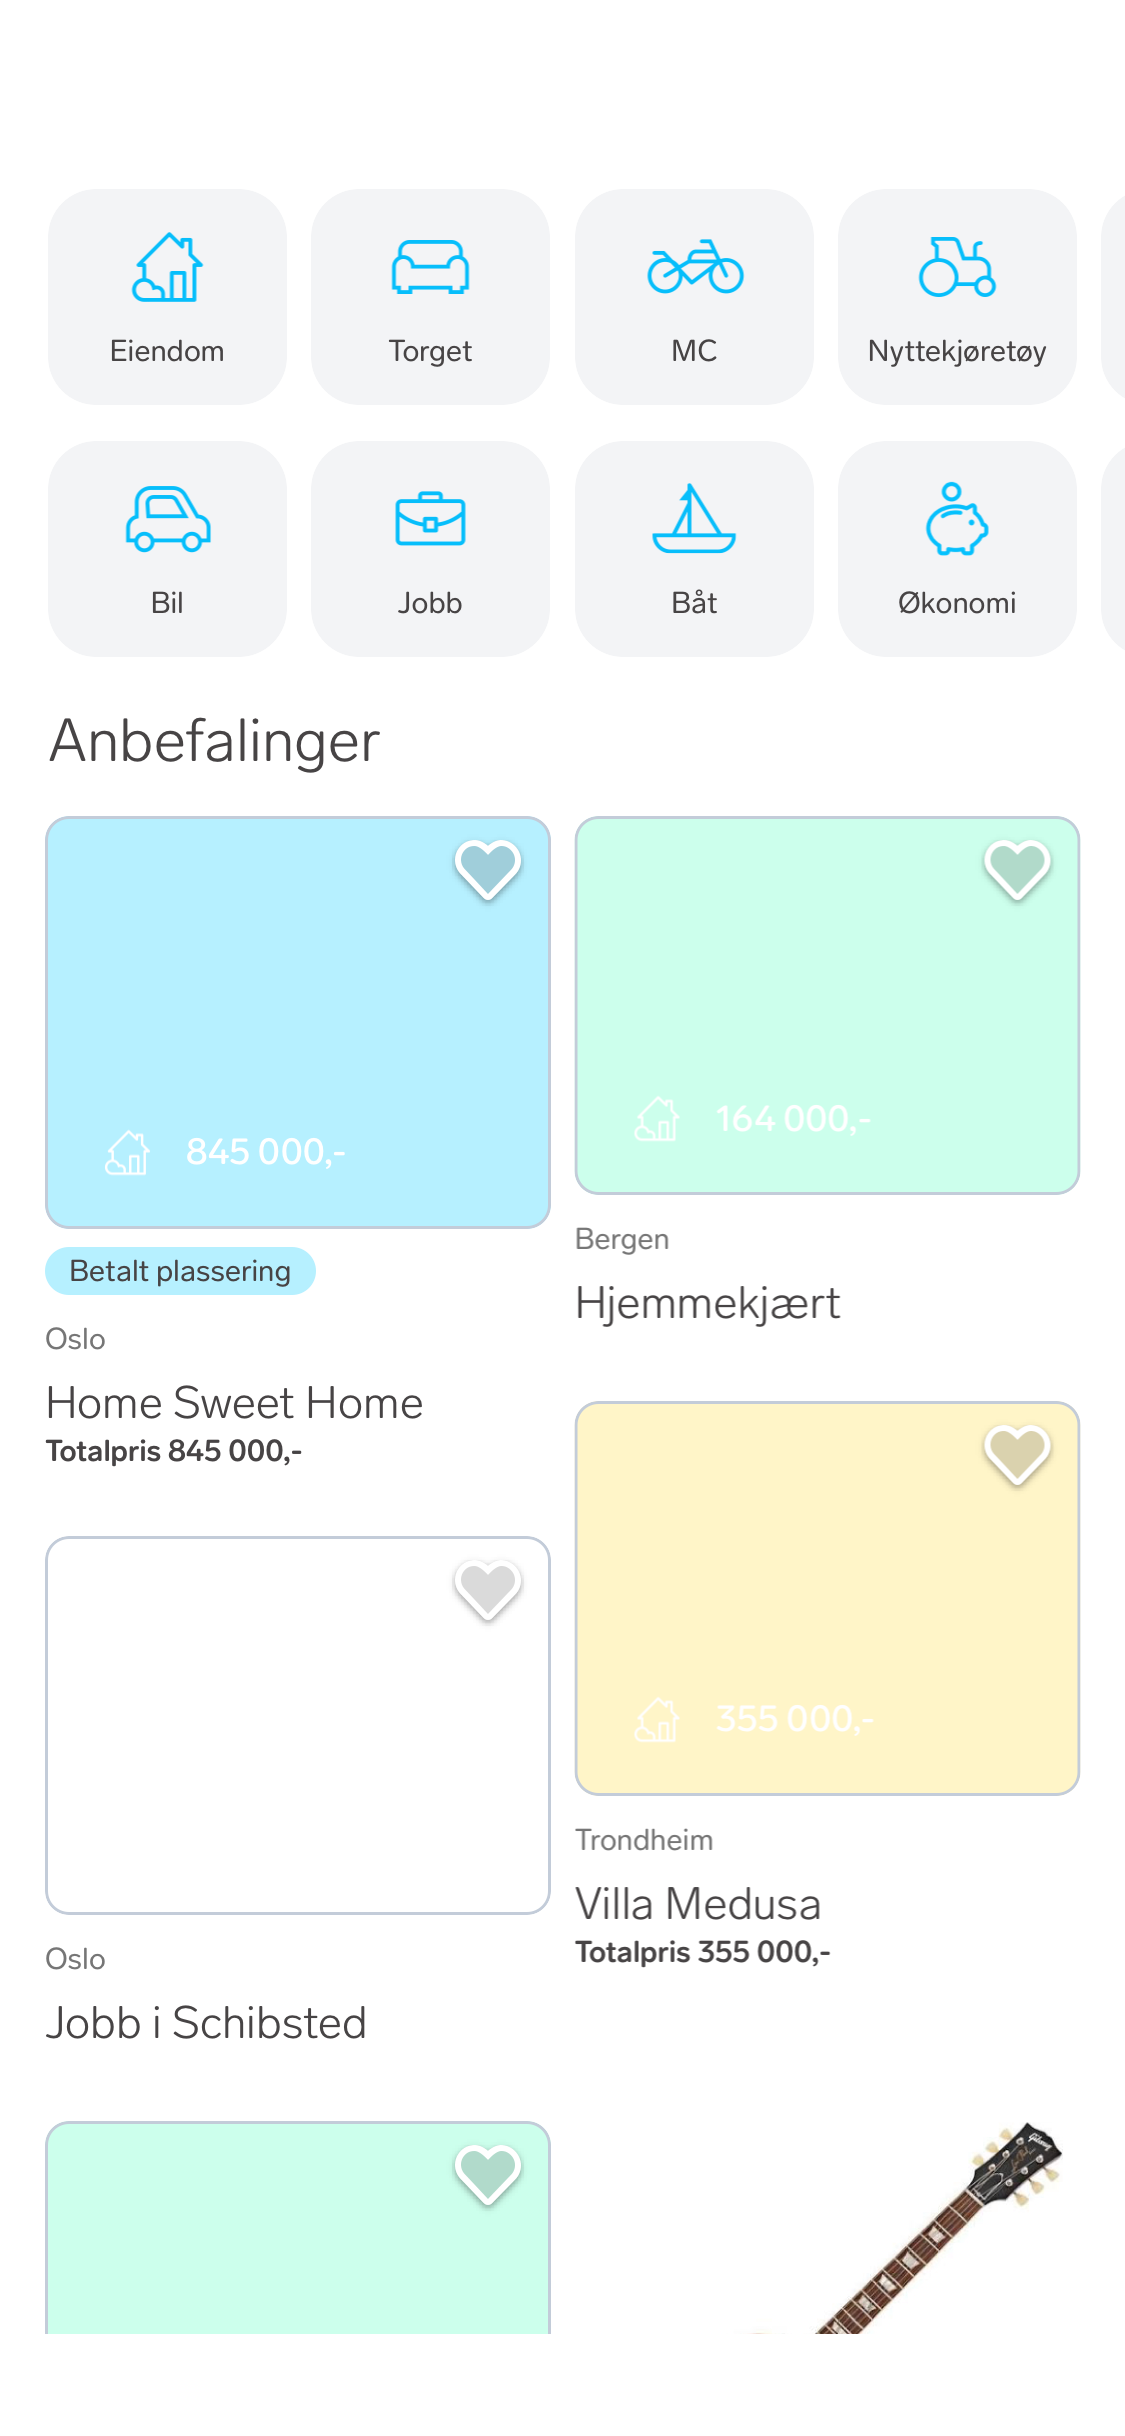 Eiendom
Torget
MC
Nyttekjøretøy
Bil
Jobb
Båt
Økonomi
Anbefalinger
845 000,-
Betalt plassering
Oslo
Home Sweet Home
Totalpris 845 000,-
164 000,-
Bergen
Hjemmekjært
355 000,-
Trondheim
Villa Medusa
Totalpris 355 000,-
Oslo
Jobb i Schibsted
Gibson